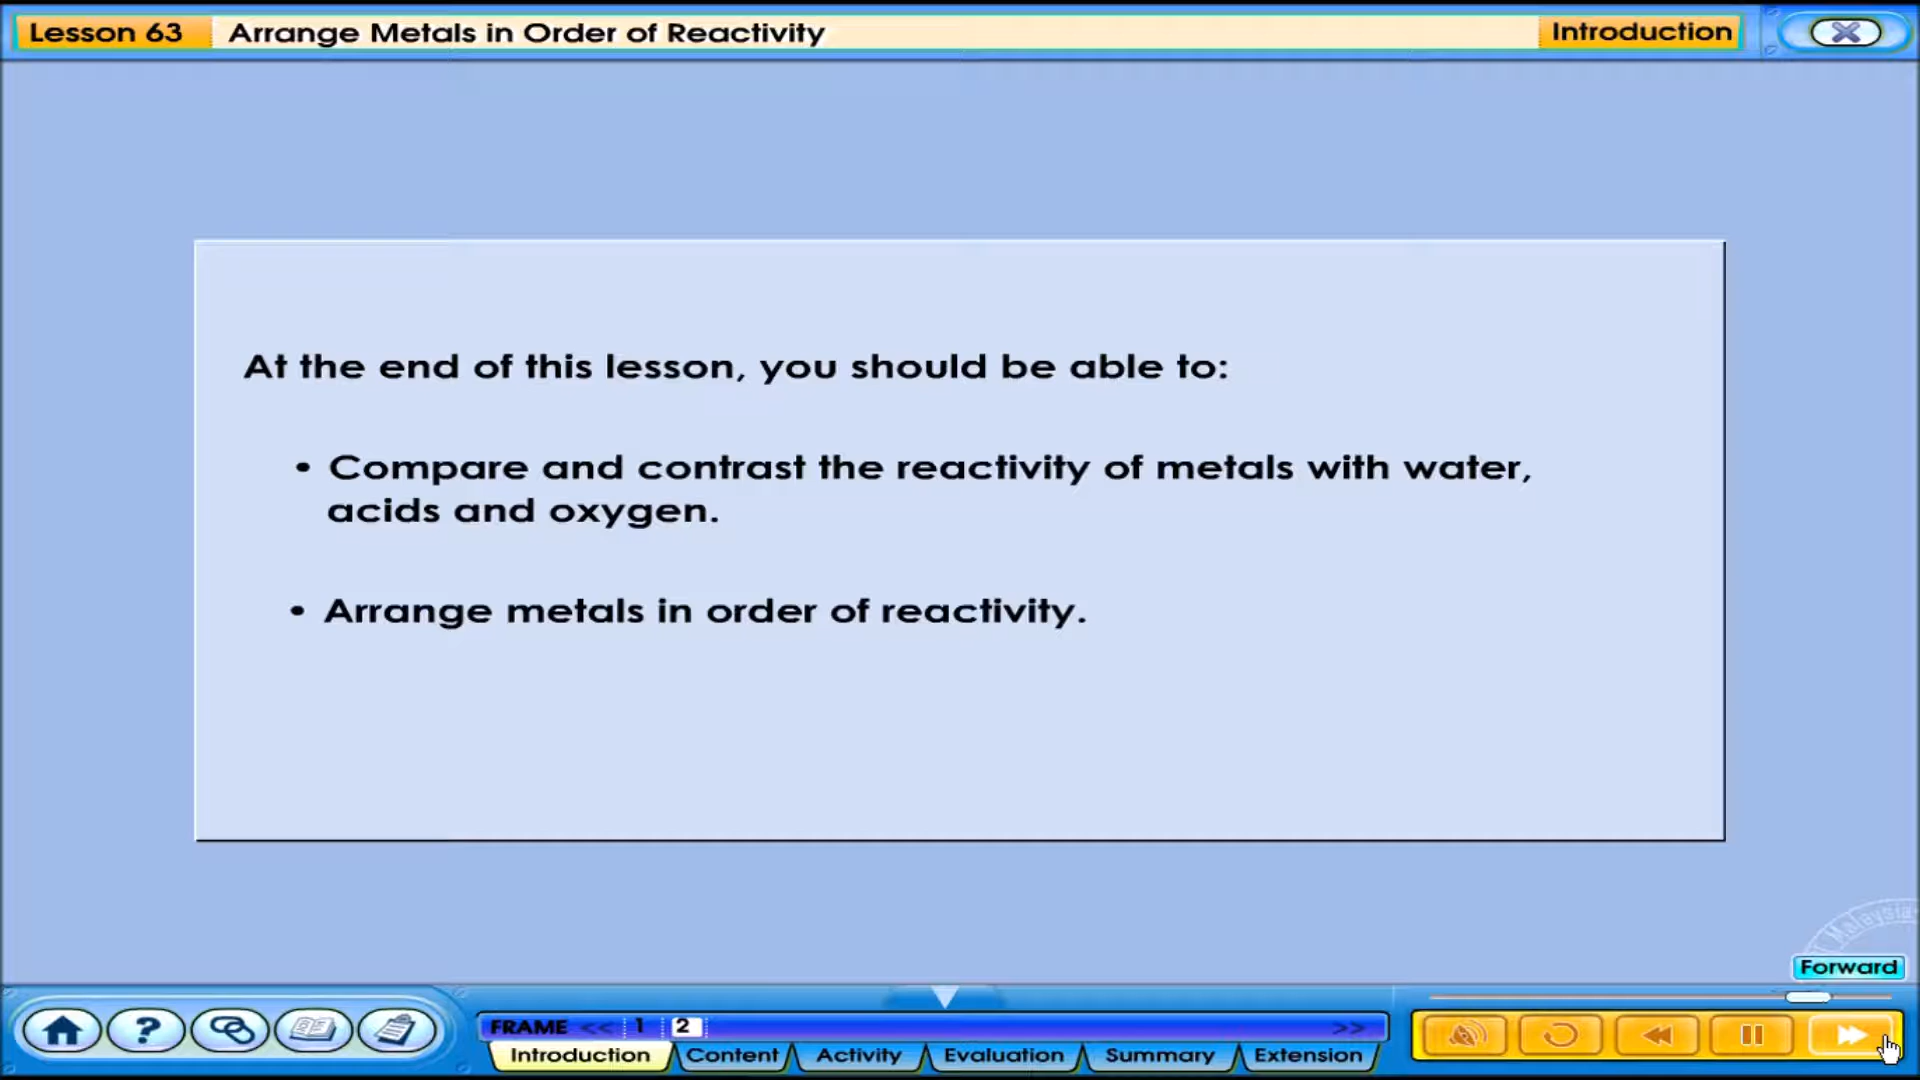 Lesson 63
Arrange Metals in Order of Reactivity
Introduction
At the end of this lesson, you should be able to:
• Compare and contrast the reactivity of metals with water,
acids and oxygen.
• Arrange metals in order of reactivity.
Malaysia
Forward
FRAME << 1 2 >>
Introduction Content Activity Evaluation Summary Extension